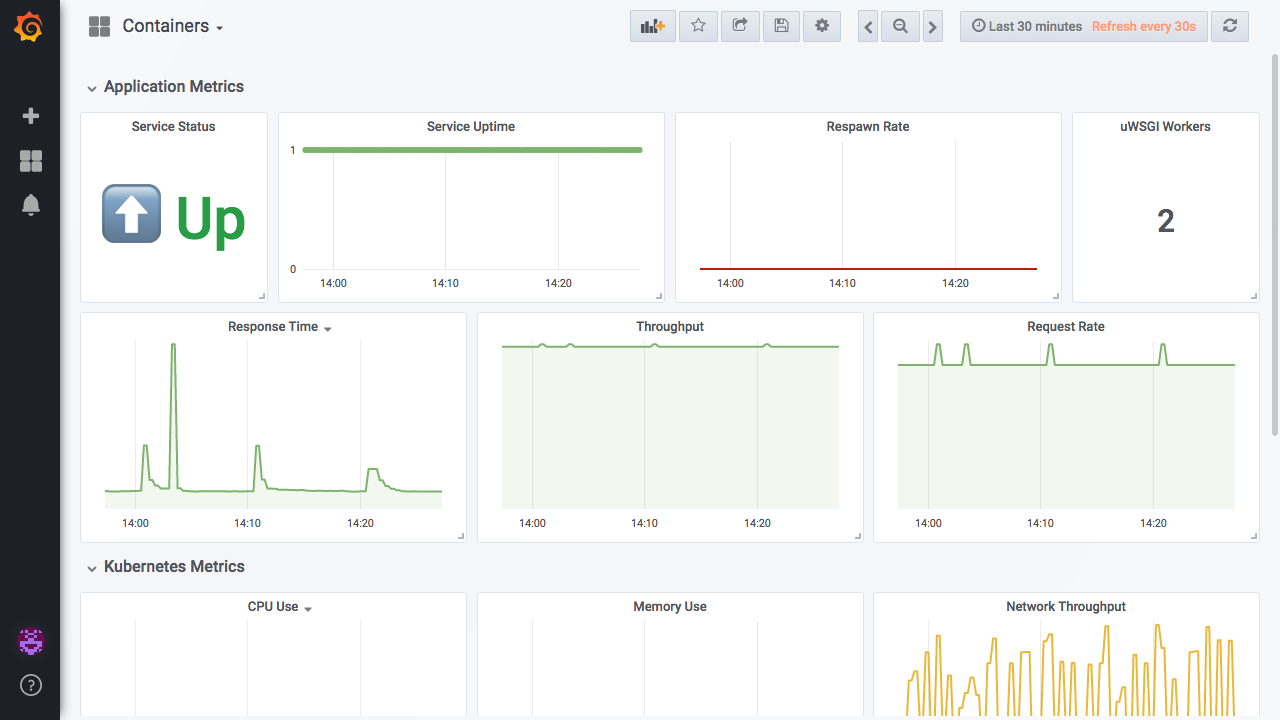 Containers
Last 30 minutes Refresh every 30s
Application Metrics
Service Status
Up
Service Uptime
1
0
14:00 14:10 14:20
Respawn Rate
14:00 14:10 14:20
uWSGI Workers
2
Response Time
14:00 14:10 14:20
Throughput
14:00 14:10 14:20
Request Rate
14:00 14:10 14:20
Kubernetes Metrics
CPU Use
Memory Use
Network Throughput